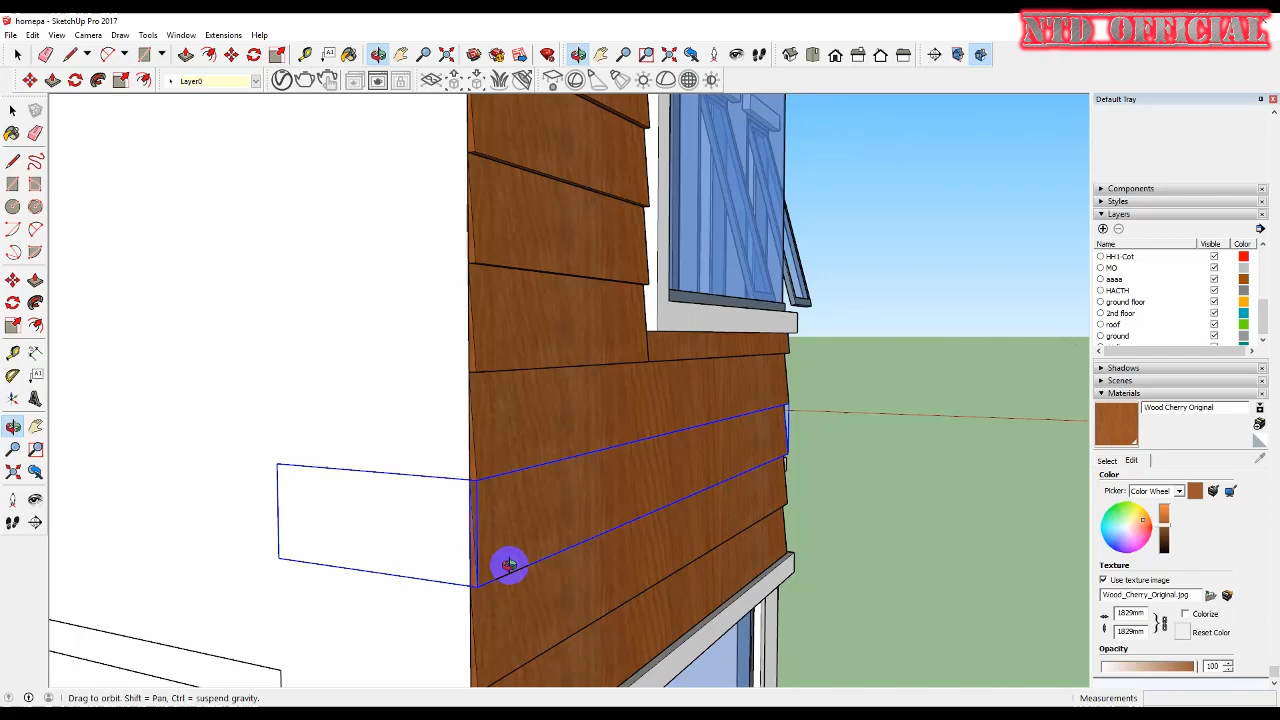 homepa - SketchUp Pro 2017
NTD_OFFICIAL
File Edit View Camera Draw Tools Window Extensions Help
Layer0
Default Tray
Components
Styles
Layers
Name Visible Color
HH1-Cot
MO
aaaa
HACTH
ground floor
2nd floor
roof
ground
Shadows
Scenes
Materials
Wood Cherry Original
Select Edit
Color
Picker: Color Wheel
Texture
Use texture image
Wood_Cherry_Original.jpg
1829mm
Colorize
1829mm
Reset Color
Opacity
100
Drag to orbit. Shift = Pan, Ctrl = suspend gravity.
Measurements